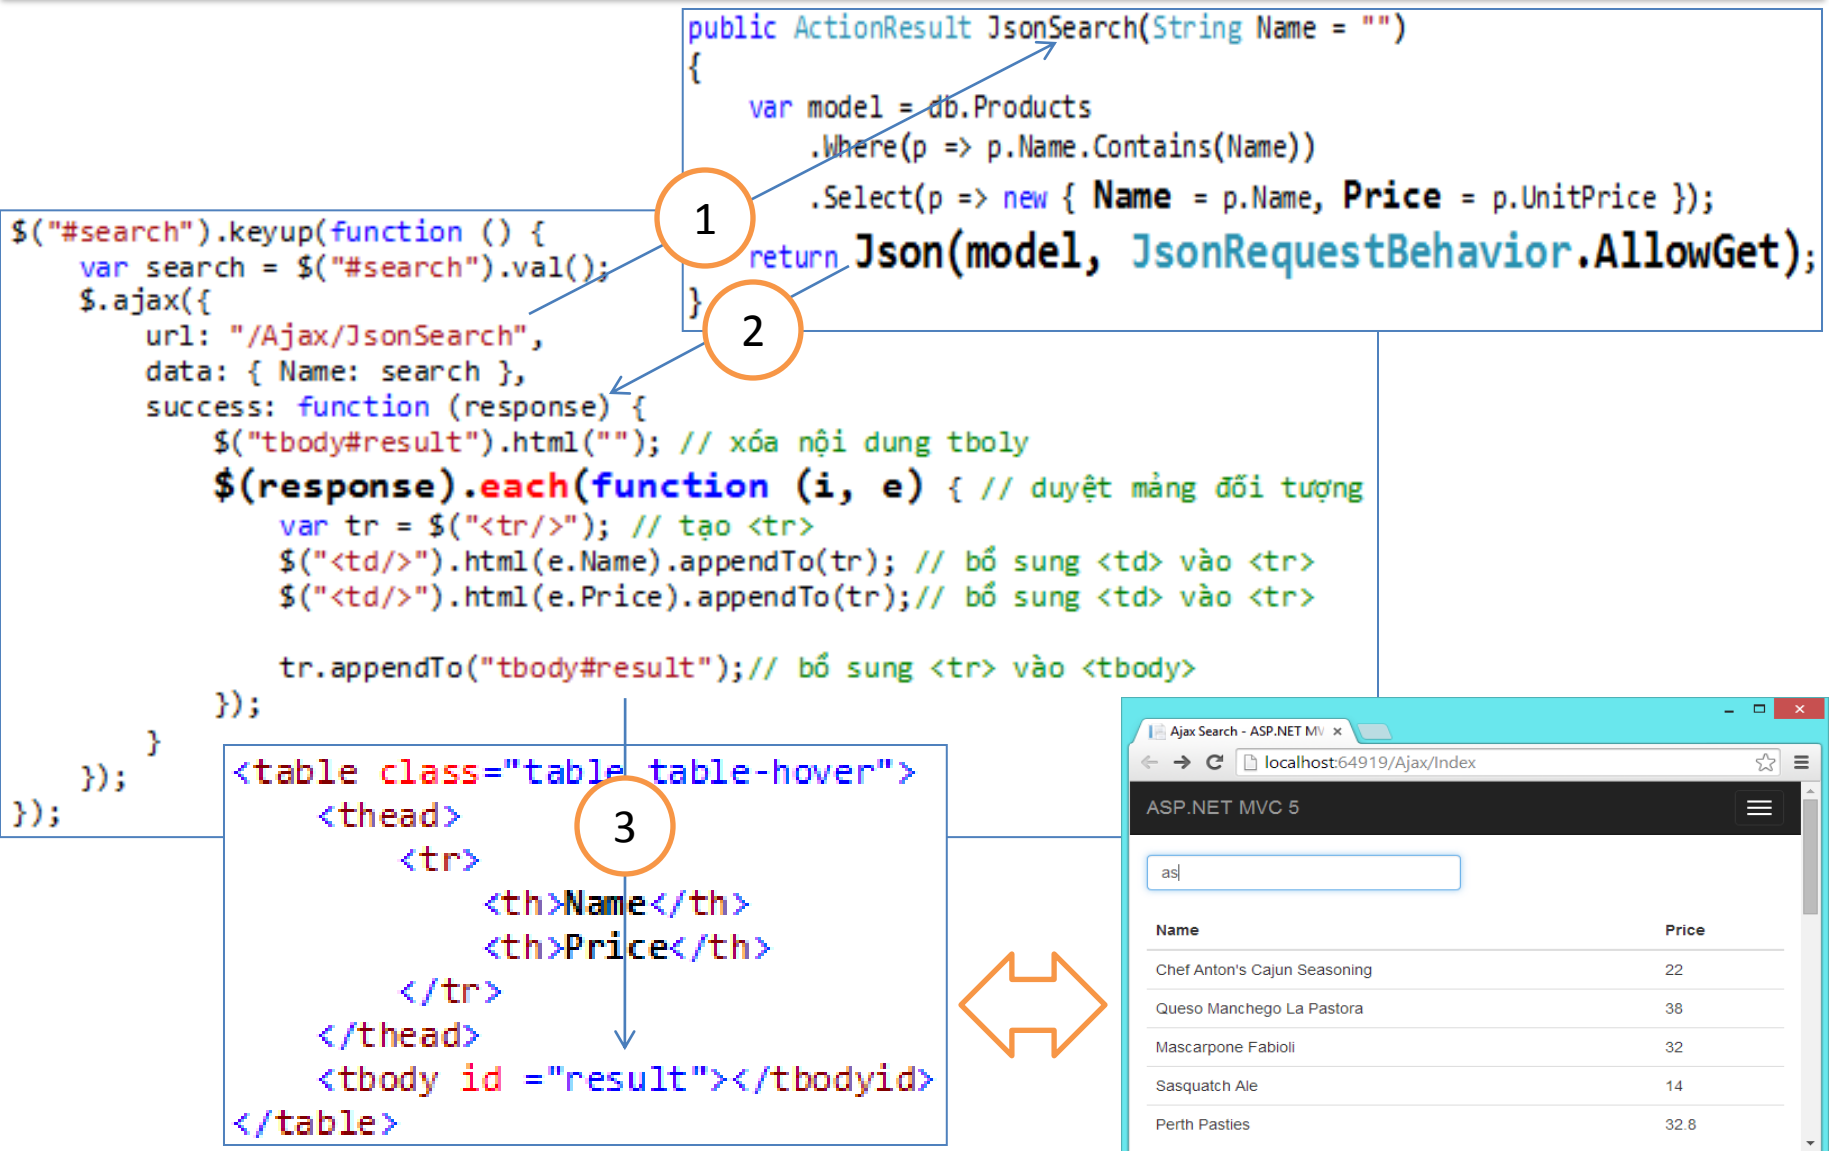 public ActionResult JsonSearch(String Name = "")
{
var model = db.Products
.Where(p => p.Name.Contains(Name))
.Select(p => new { Name = p.Name, Price = p.UnitPrice });
return Json(model, JsonRequestBehavior.AllowGet);
}
1
2
$("#search").keyup(function () {
var search = $("#search").val();
$.ajax({
url: "/Ajax/JsonSearch",
data: { Name: search },
success: function (response) {
$("tbody#result").html(""); // xóa nội dung tboly
$(response).each(function (i, e) { // duyệt mảng đối tượng
var tr = $("<tr/>"); // tạo <tr>
$("<td/>").html(e.Name).appendTo(tr); // bổ sung <td> vào <tr>
$("<td/>").html(e.Price).appendTo(tr);// bổ sung <td> vào <tr>
tr.appendTo("tbody#result");// bổ sung <tr> vào <tbody>
});
}
});
});
3
<table class="table table-hover">
<thead>
<tr>
<th>Name</th>
<th>Price</th>
</tr>
</thead>
<tbody id ="result"></tbodyid>
</table>
Ajax Search - ASP.NET MV
localhost:64919/Ajax/Index
ASP.NET MVC 5
as
Name Price
Chef Anton's Cajun Seasoning 22
Queso Manchego La Pastora 38
Mascarpone Fabioli 32
Sasquatch Ale 14
Perth Pasties 32.8